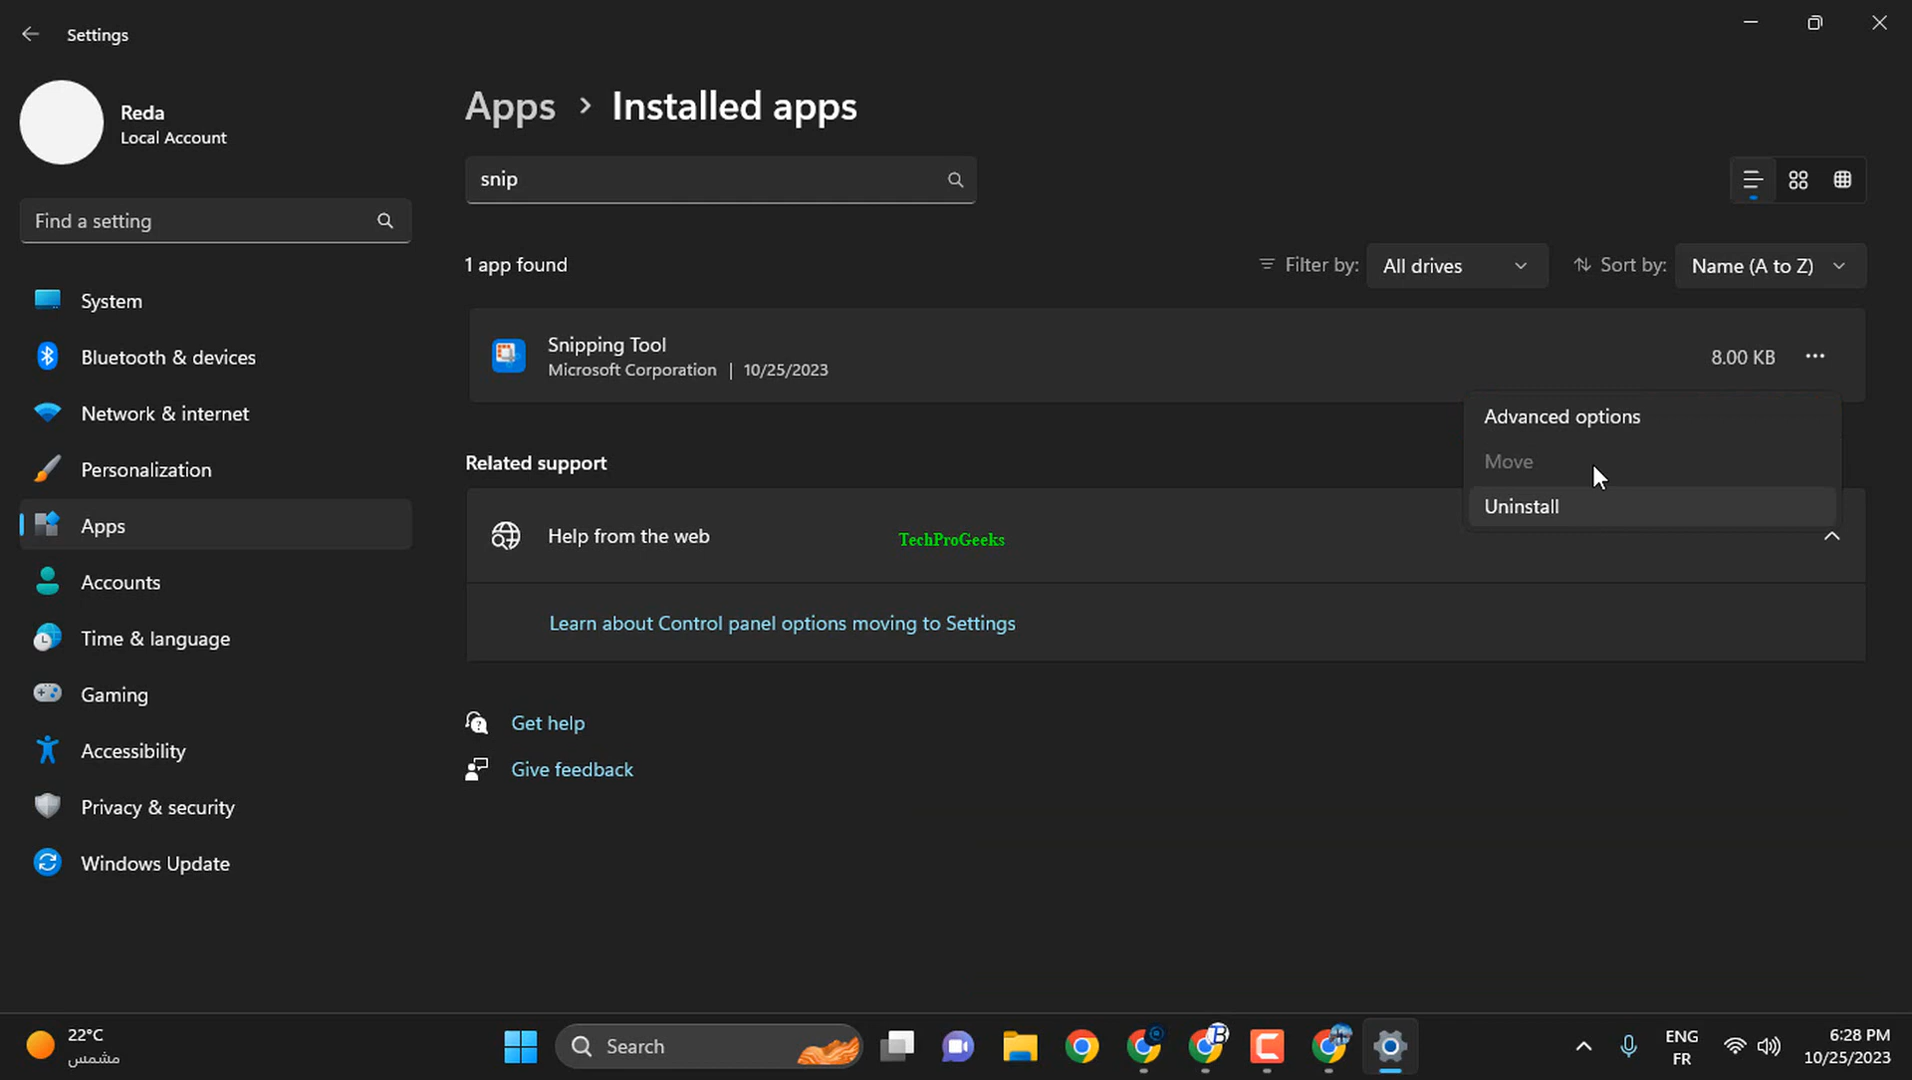 Settings
Reda
Local Account
Find a setting
System
Bluetooth & devices
Network & internet
Personalization
Apps
Accounts
Time & language
Gaming
Accessibility
Privacy & security
Windows Update
Apps > Installed apps
snip
1 app found
Filter by: All drives
Sort by: Name (A to Z)
Snipping Tool
Microsoft Corporation | 10/25/2023
8.00 KB
Advanced options
Move
Uninstall
Related support
Help from the web
TechProGeeks
Learn about Control panel options moving to Settings
Get help
Give feedback
22°C
مشمس
Search
B
ENG
FR
6:28 PM
10/25/2023